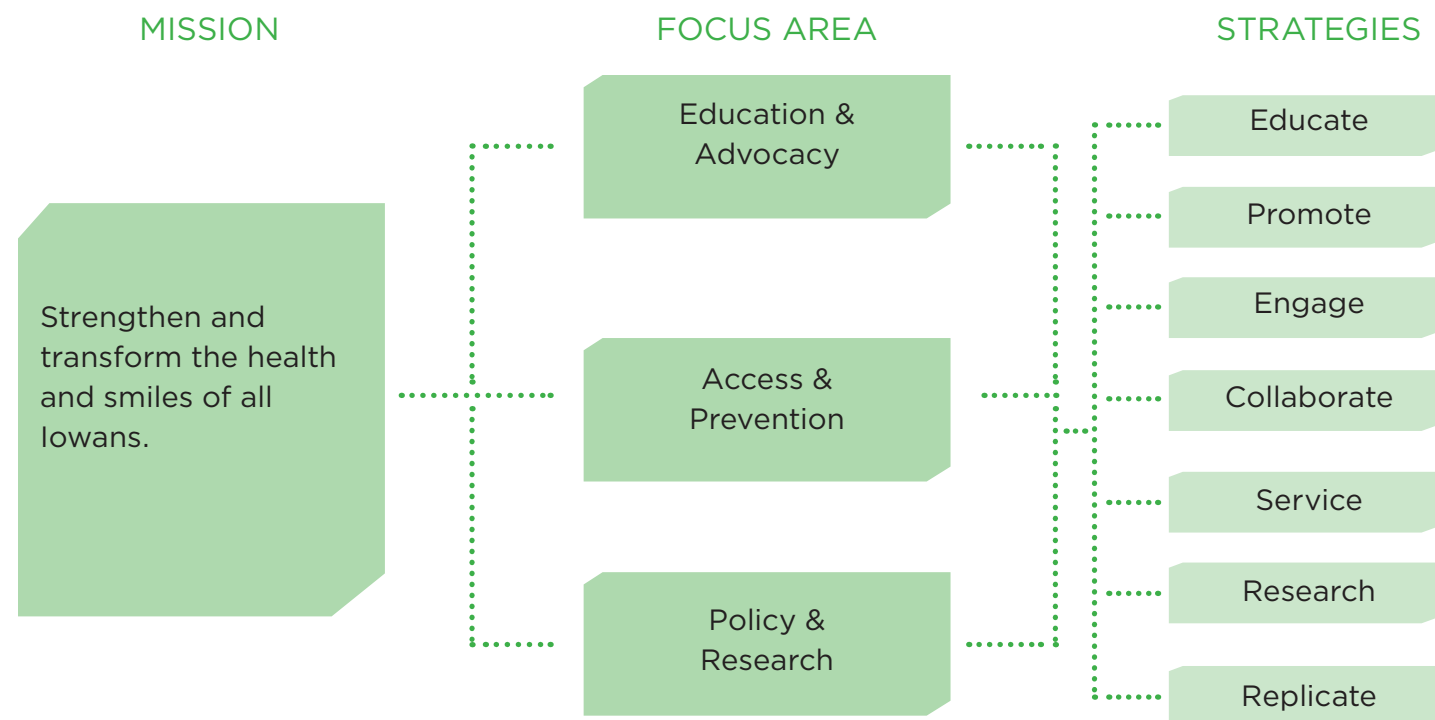 MISSION
FOCUS AREA
STRATEGIES
Strengthen and
transform the health
and smiles of all
Iowans.
Education &
Advocacy
Access &
Prevention
Policy &
Research
Educate
Promote
Engage
Collaborate
Service
Research
Replicate